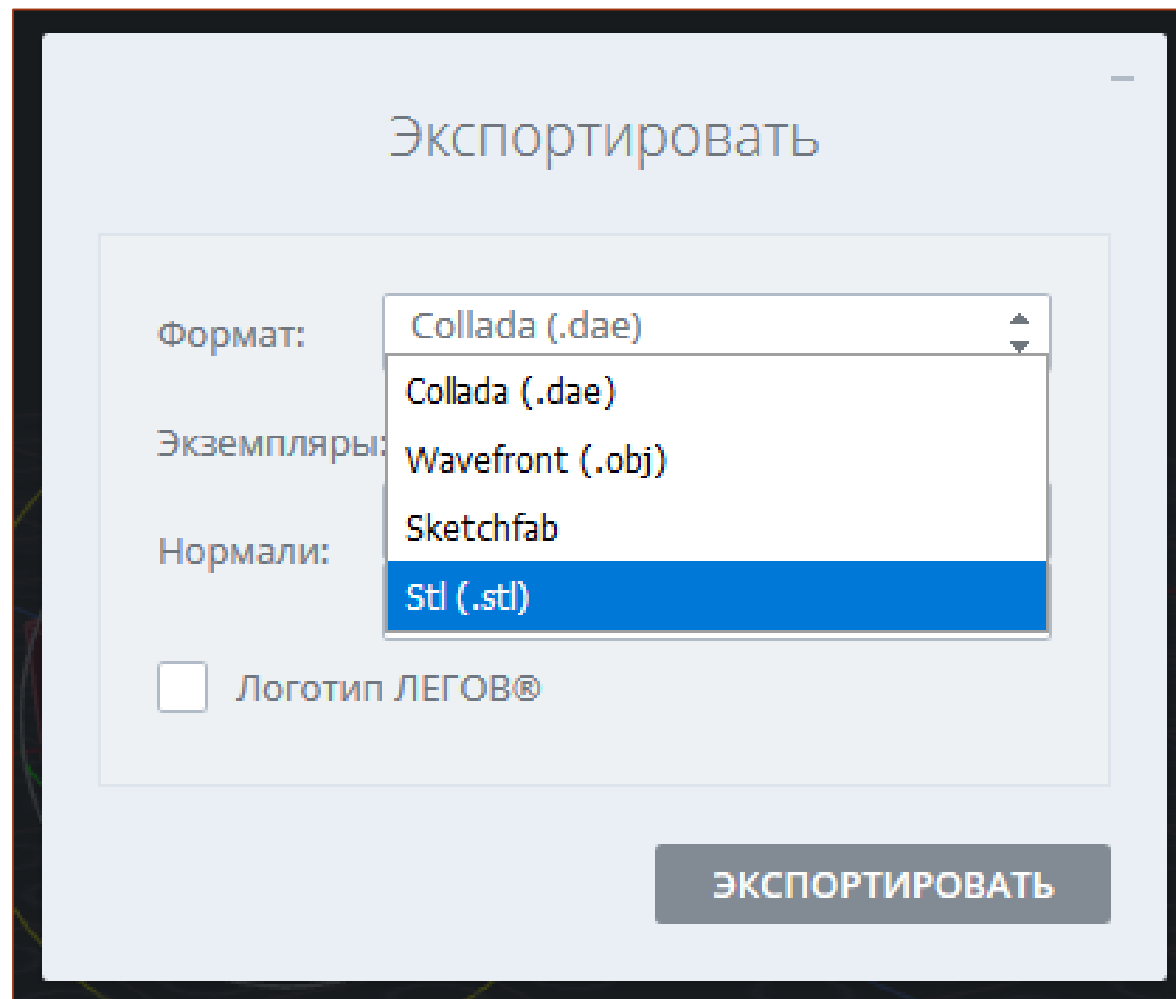 Экспортировать
Формат:
Collada (.dae)
Collada (.dae)
Экземпляры:
Wavefront (.obj)
Sketchfab
Нормали:
Stl (.stl)
Логотип ЛЕГОВ®
ЭКСПОРТИРОВАТЬ